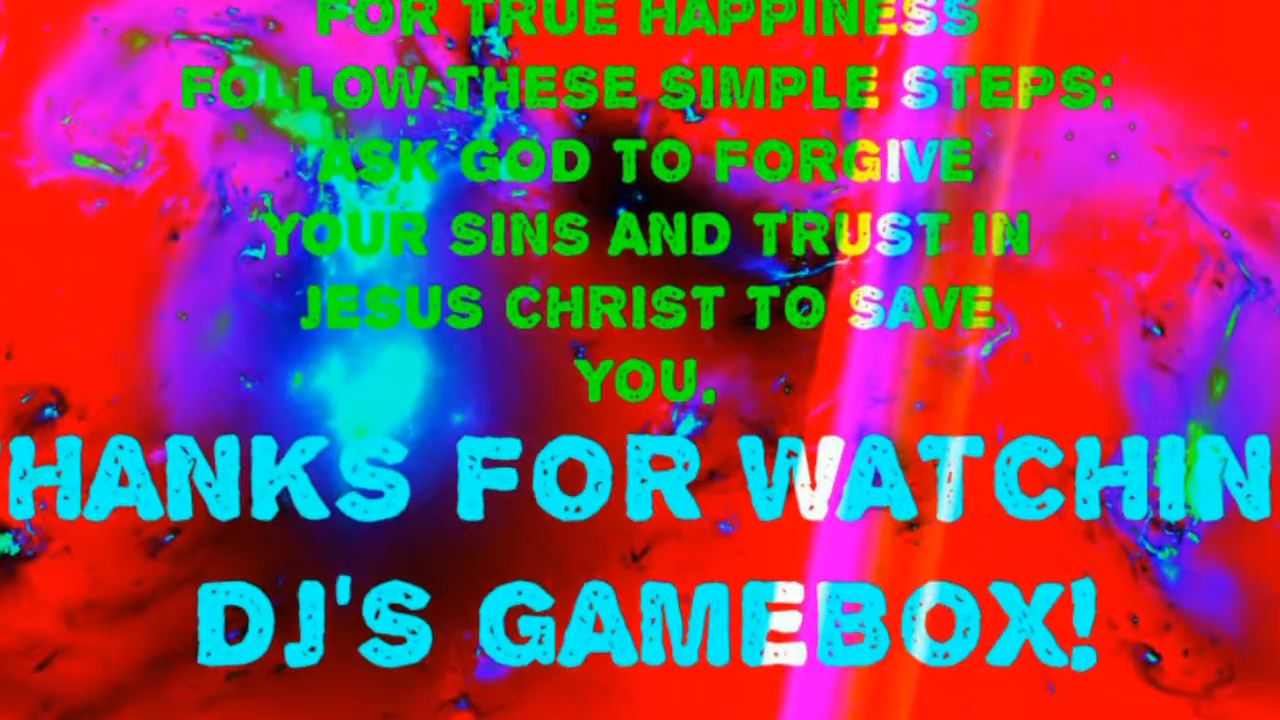 FOR TRUE HAPPINESS
FOLLOW THESE SIMPLE STEPS:
ASK GOD TO FORGIVE
YOUR SINS AND TRUST IN
JESUS CHRIST TO SAVE
YOU.
THANKS FOR WATCHIN
DJ'S GAMEBOX!